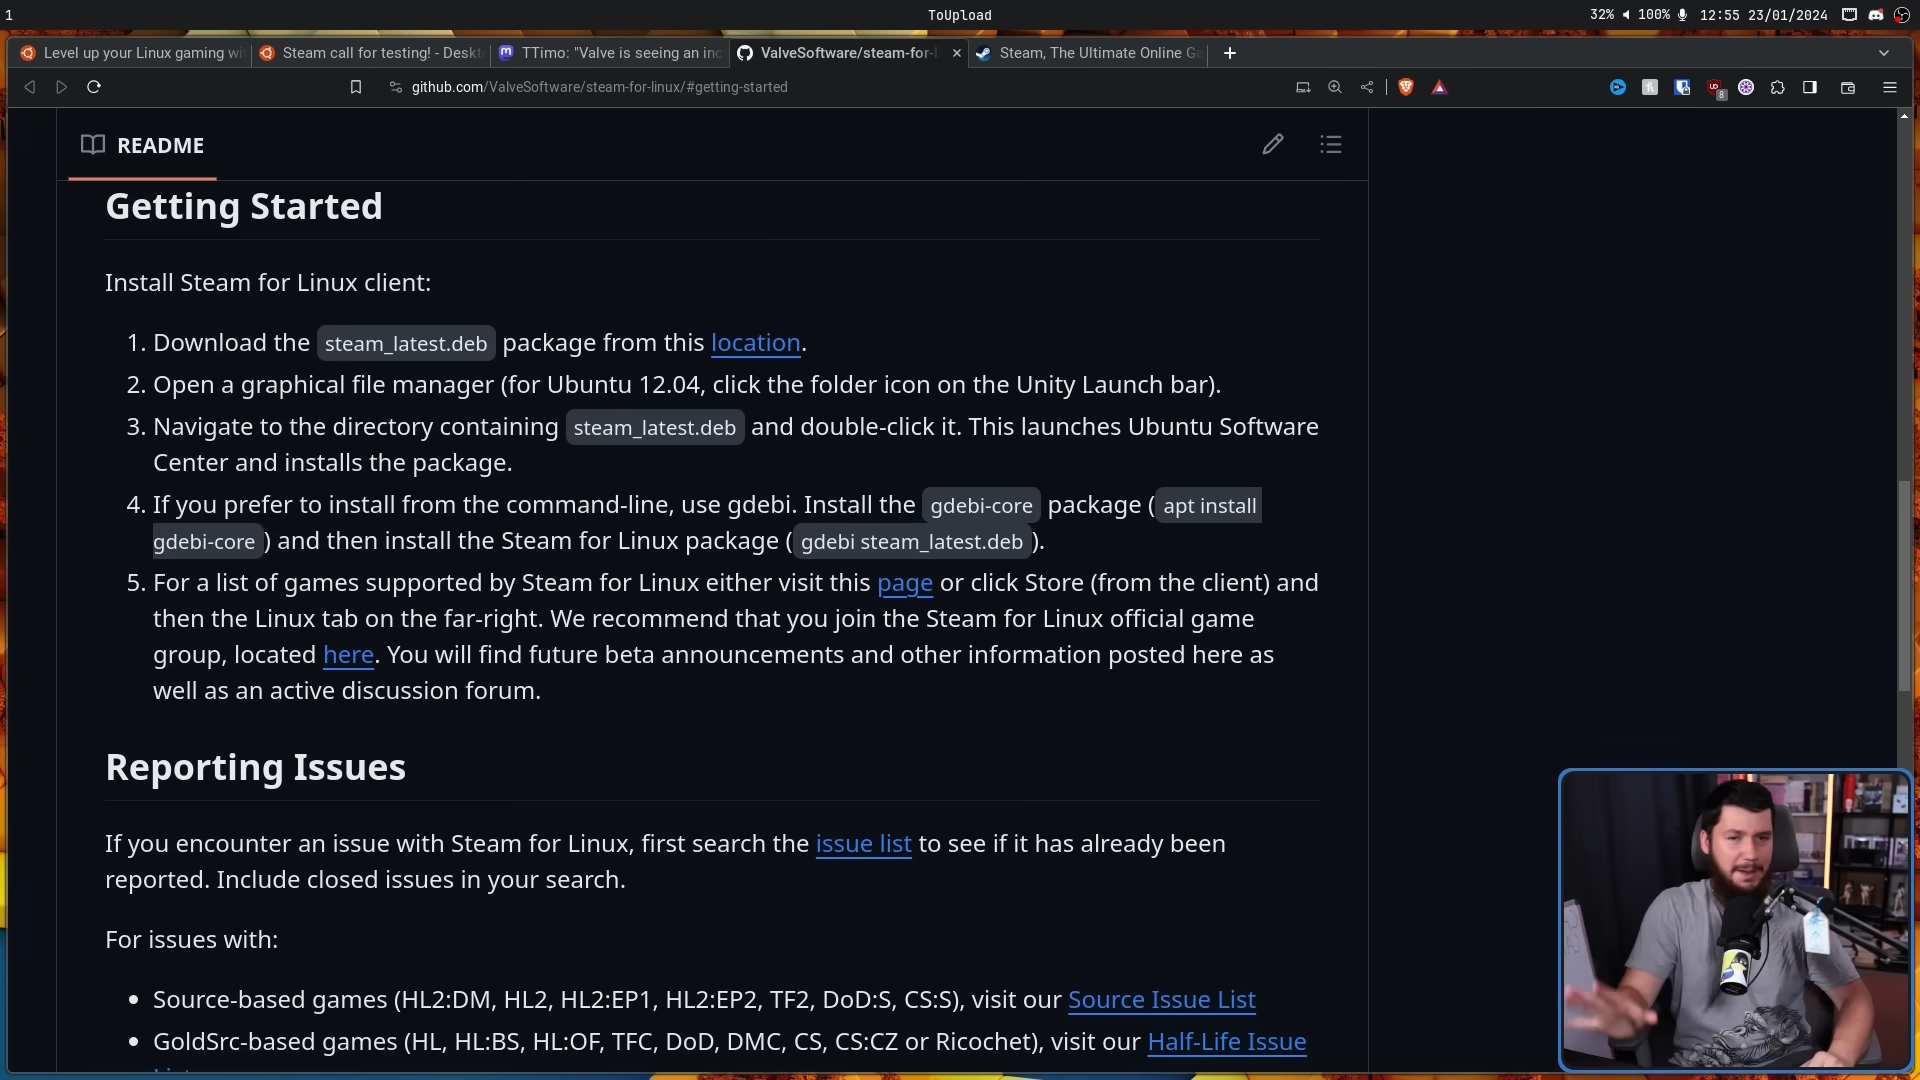 1
ToUpload
32% 100% 12:55 23/01/2024
Level up your Linux gaming wi
Steam call for testing! - Deskt
TTimo: "Valve is seeing an inc
ValveSoftware/steam-for-l
Steam, The Ultimate Online Ga
github.com/ValveSoftware/steam-for-linux/#getting-started
8
README
Getting Started
Install Steam for Linux client:
1. Download the steam_latest.deb package from this location.
2. Open a graphical file manager (for Ubuntu 12.04, click the folder icon on the Unity Launch bar).
3. Navigate to the directory containing steam_latest.deb and double-click it. This launches Ubuntu Software
Center and installs the package.
4. If you prefer to install from the command-line, use gdebi. Install the gdebi-core package (apt install
gdebi-core) and then install the Steam for Linux package (gdebi steam_latest.deb).
5. For a list of games supported by Steam for Linux either visit this page or click Store (from the client) and
then the Linux tab on the far-right. We recommend that you join the Steam for Linux official game
group, located here. You will find future beta announcements and other information posted here as
well as an active discussion forum.
Reporting Issues
If you encounter an issue with Steam for Linux, first search the issue list to see if it has already been
reported. Include closed issues in your search.
For issues with:
• Source-based games (HL2:DM, HL2, HL2:EP1, HL2:EP2, TF2, DoD:S, CS:S), visit our Source Issue List
• GoldSrc-based games (HL, HL:BS, HL:OF, TFC, DoD, DMC, CS, CS:CZ or Ricochet), visit our Half-Life Issue